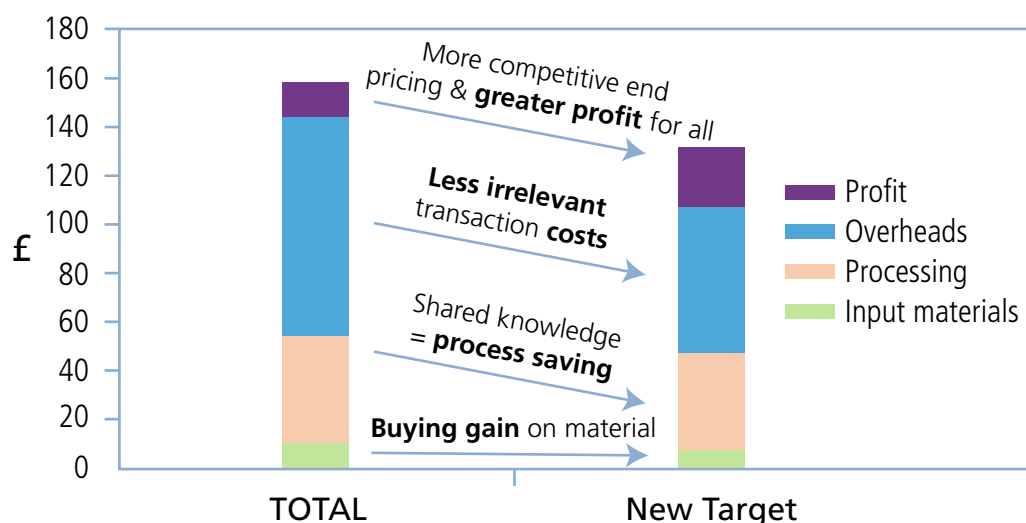 180
160
140
120
100
80
60
40
20
0
£
More competitive end
pricing & greater profit for all
Less irrelevant
transaction costs
Shared knowledge
= process saving
Buying gain on material
Profit
Overheads
Processing
Input materials
TOTAL
New Target